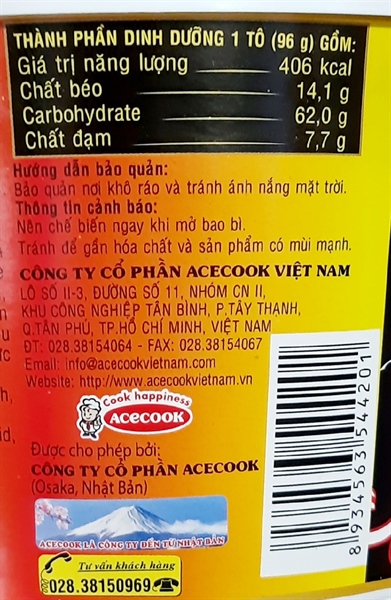 THÀNH PHẦN DINH DƯỠNG 1 TÔ (96 g) GỒM:
Giá trị năng lượng 406 kcal
Chất béo 14,1 g
Carbohydrate 62,0 g
Chất đạm 7,7 g
Hướng dẫn bảo quản:
Bảo quản nơi khô ráo và tránh ánh nắng mặt trời.
Thông tin cảnh báo:
Nên chế biến ngay khi mở bao bì.
Tránh để gần hóa chất và sản phẩm có mùi mạnh.
CÔNG TY CỔ PHẦN ACECOOK VIỆT NAM
LÔ SỐ II-3, ĐƯỜNG SỐ 11, NHÓM CN II,
KHU CÔNG NGHIỆP TÂN BÌNH, P.TÂY THẠNH,
Q.TÂN PHÚ, TP.HỒ CHÍ MINH, VIỆT NAM
ĐT: 028.38154064 - FAX: 028.38154067
Email: info@acecookvietnam.com
Website: http://www.acecookvietnam.vn
Cook happiness
ACECOOK
Được cho phép bởi:
CÔNG TY CỔ PHẦN ACECOOK
(Osaka, Nhật Bản)
ACECOOK LÀ CÔNG TY ĐẾN TỪ NHẬT BẢN
Tư vấn khách hàng
028.38150969
8 934563 544201